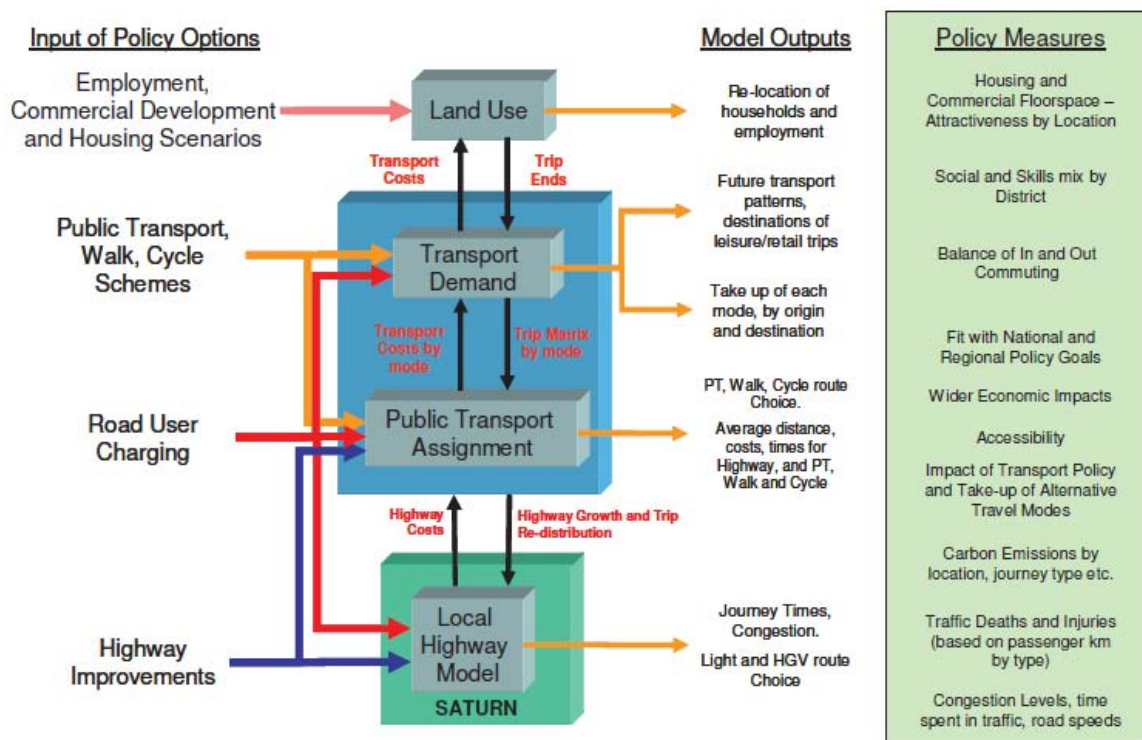 Input of Policy Options
Employment,
Commercial Development
and Housing Scenarios
Public Transport,
Walk, Cycle
Schemes
Road User
Charging
Highway
Improvements
Land Use
Transport
Costs
Trip
Ends
Transport
Demand
Transport
Costs by
mode
Trip Matrix
by mode
Public Transport
Assignment
Highway
Costs
Highway Growth and Trip
Re-distribution
Local
Highway
Model
SATURN
Model Outputs
Re-location of
households and
employment
Future transport
patterns,
destinations of
leisure/retail trips
Take up of each
mode, by origin
and destination
PT, Walk, Cycle route
Choice.
Average distance,
costs, times for
Highway, and PT,
Walk and Cycle
Journey Times,
Congestion.
Light and HGV route
Choice
Policy Measures
Housing and
Commercial Floorspace –
Attractiveness by Location
Social and Skills mix by
District
Balance of In and Out
Commuting
Fit with National and
Regional Policy Goals
Wider Economic Impacts
Accessibility
Impact of Transport Policy
and Take-up of Alternative
Travel Modes
Carbon Emissions by
location, journey type etc.
Traffic Deaths and Injuries
(based on passenger km
by type)
Congestion Levels, time
spent in traffic, road speeds